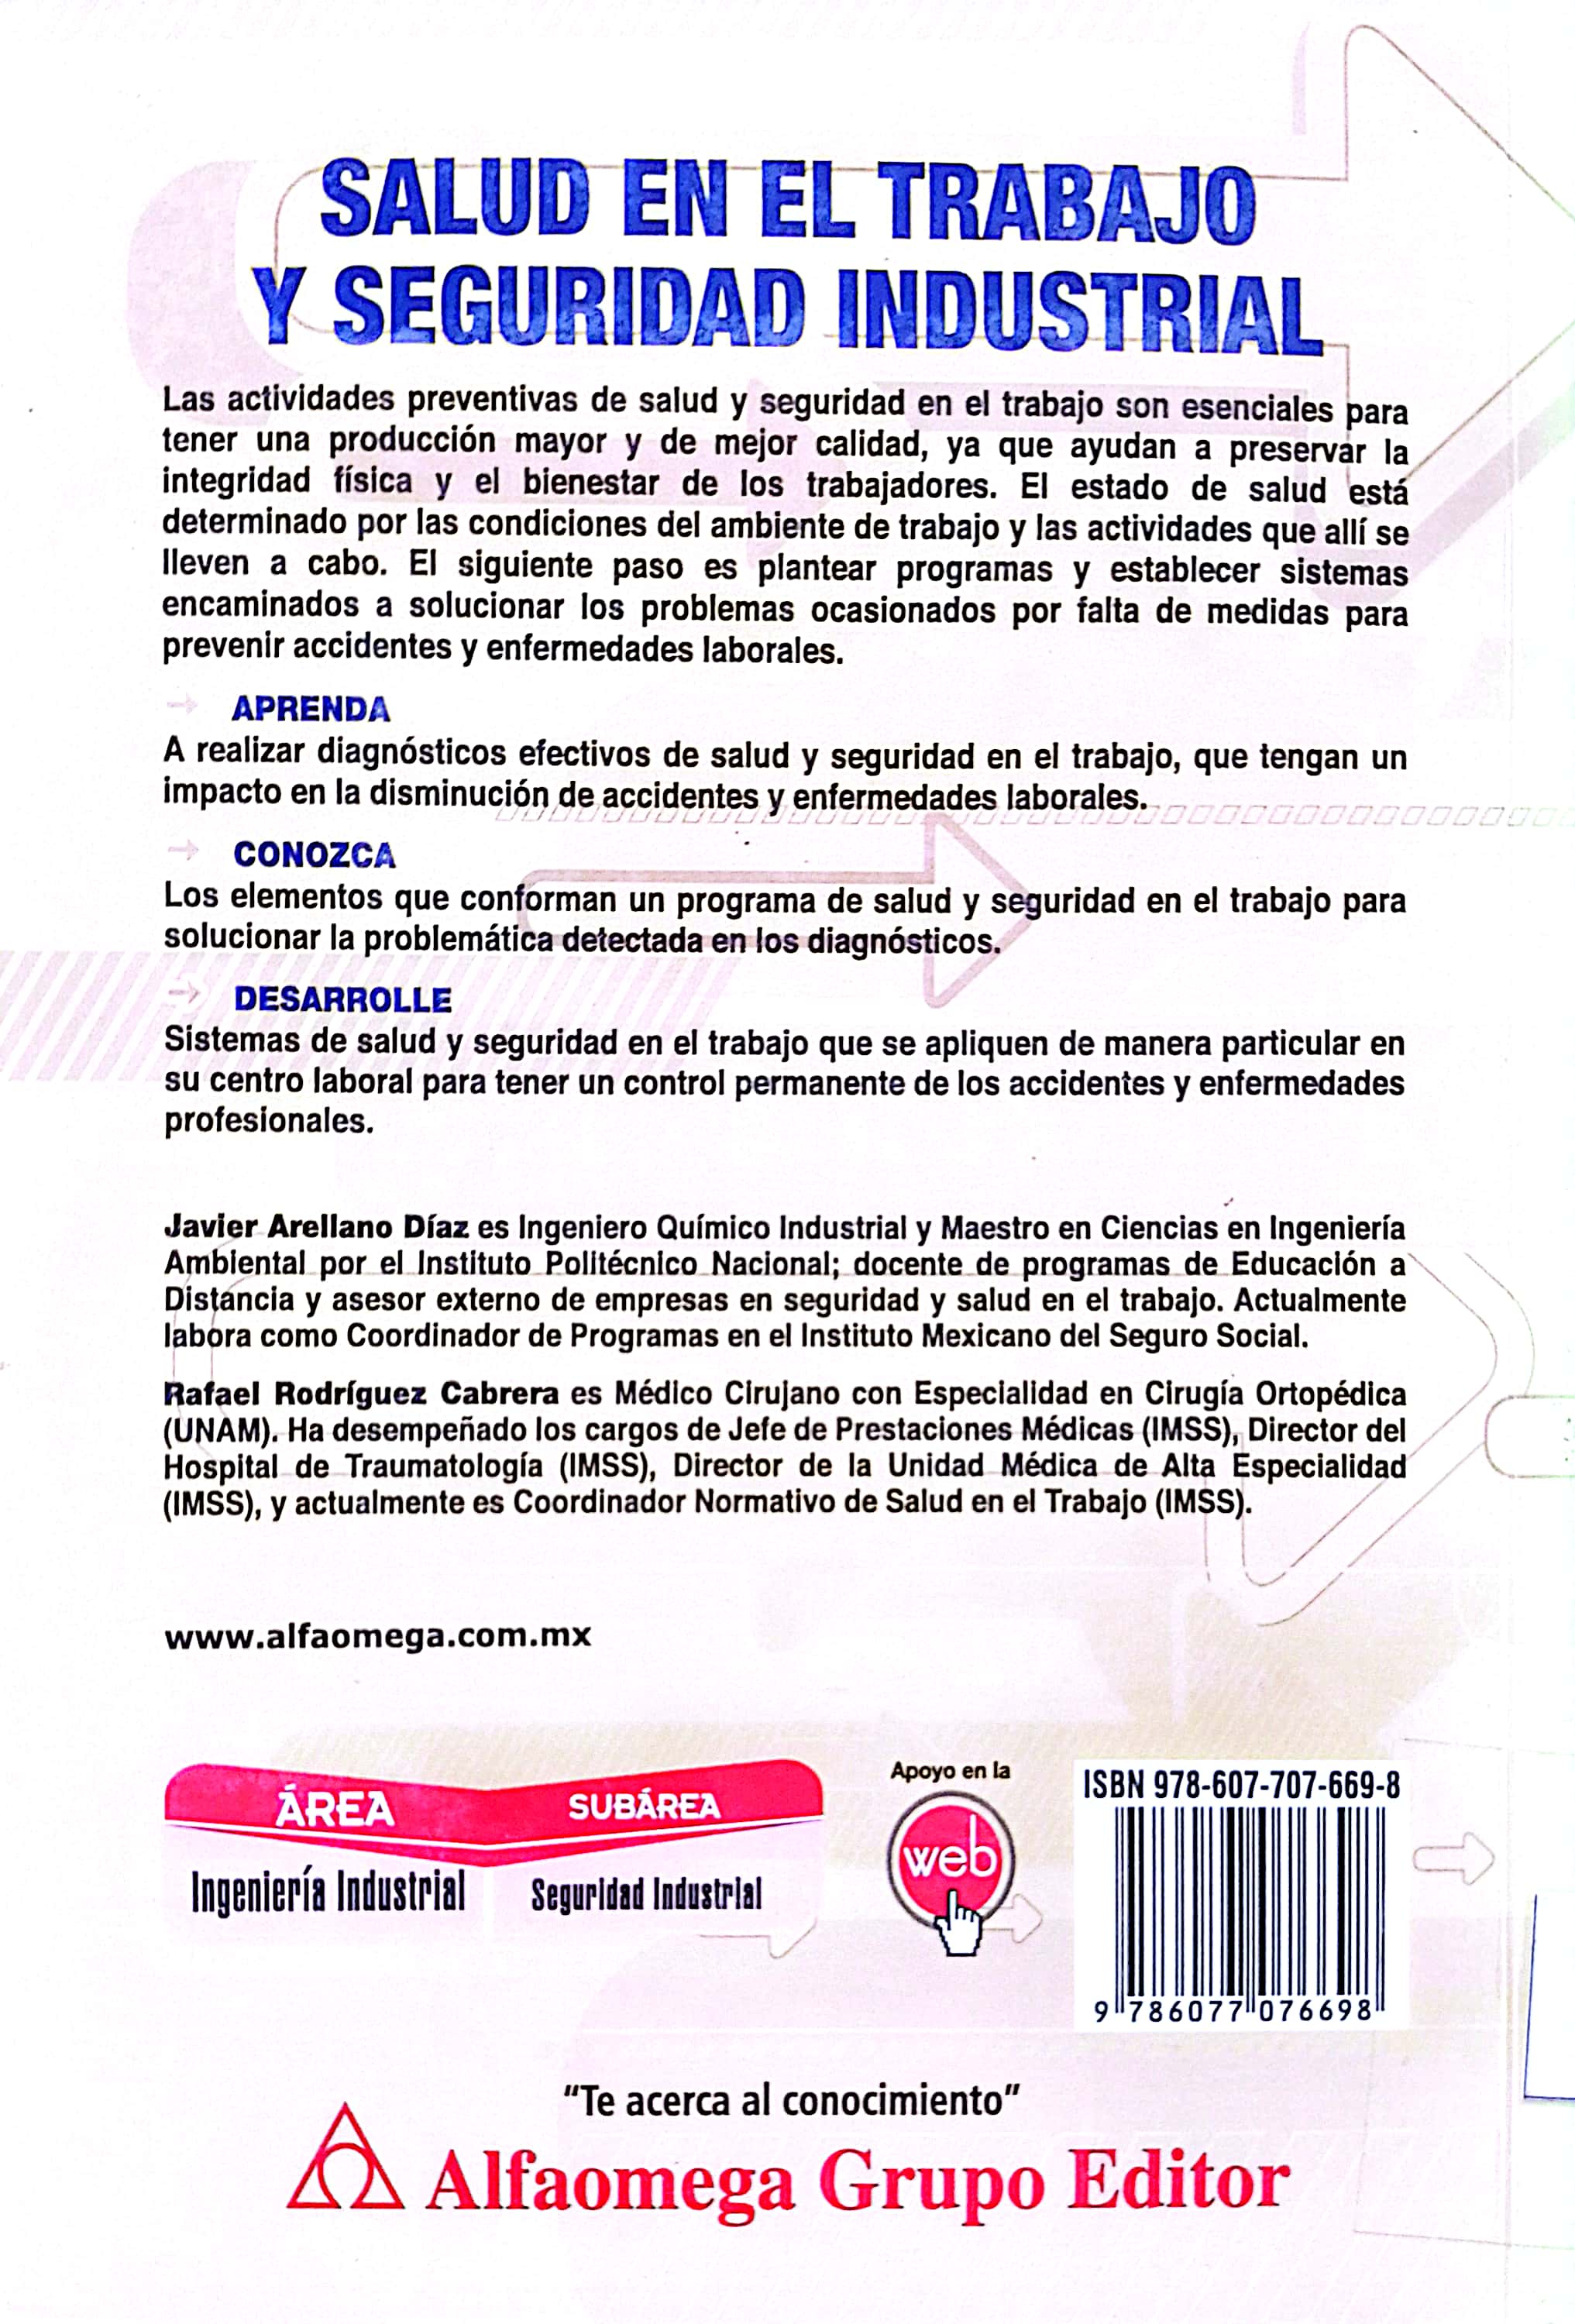 SALUD EN EL TRABAJO
Y SEGURIDAD INDUSTRIAL
Las actividades preventivas de salud y seguridad en el trabajo son esenciales para
tener una producción mayor y de mejor calidad, ya que ayudan a preservar la
integridad física y el bienestar de los trabajadores. El estado de salud está
determinado por las condiciones del ambiente de trabajo y las actividades que allí se
lleven a cabo. El siguiente paso es plantear programas y establecer sistemas
encaminados a solucionar los problemas ocasionados por falta de medidas para
prevenir accidentes y enfermedades laborales.
APRENDA
A realizar diagnósticos efectivos de salud y seguridad en el trabajo, que tengan un
impacto en la disminución de accidentes y enfermedades laborales.
CONOZCA
Los elementos que conforman un programa de salud y seguridad en el trabajo para
solucionar la problemática detectada en los diagnósticos.
DESARROLLE
Sistemas de salud y seguridad en el trabajo que se apliquen de manera particular en
su centro laboral para tener un control permanente de los accidentes y enfermedades
profesionales.
Javier Arellano Díaz es Ingeniero Químico Industrial y Maestro en Ciencias en Ingeniería
Ambiental por el Instituto Politécnico Nacional; docente de programas de Educación a
Distancia y asesor externo de empresas en seguridad y salud en el trabajo. Actualmente
labora como Coordinador de Programas en el Instituto Mexicano del Seguro Social.
Rafael Rodríguez Cabrera es Médico Cirujano con Especialidad en Cirugía Ortopédica
(UNAM). Ha desempeñado los cargos de Jefe de Prestaciones Médicas (IMSS), Director del
Hospital de Traumatología (IMSS), Director de la Unidad Médica de Alta Especialidad
(IMSS), y actualmente es Coordinador Normativo de Salud en el Trabajo (IMSS).
www.alfaomega.com.mx
ÁREA
Ingeniería Industrial
SUBÁREA
Seguridad Industrial
Apoyo en la
web
ISBN 978-607-707-669-8
9 786077 076698
"Te acerca al conocimiento"
Alfaomega Grupo Editor